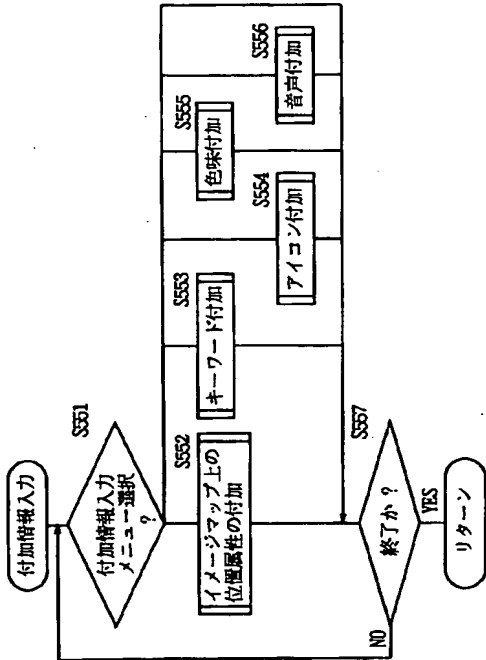 付加情報入力
S551
付加情報入力
メニュー選択
?
S552
イメージマップ上の
位置属性の付加
S553
キーワード付加
S554
アイコン付加
S555
色味付加
S556
音声付加
S557
終了か?
NO
YES
リターン